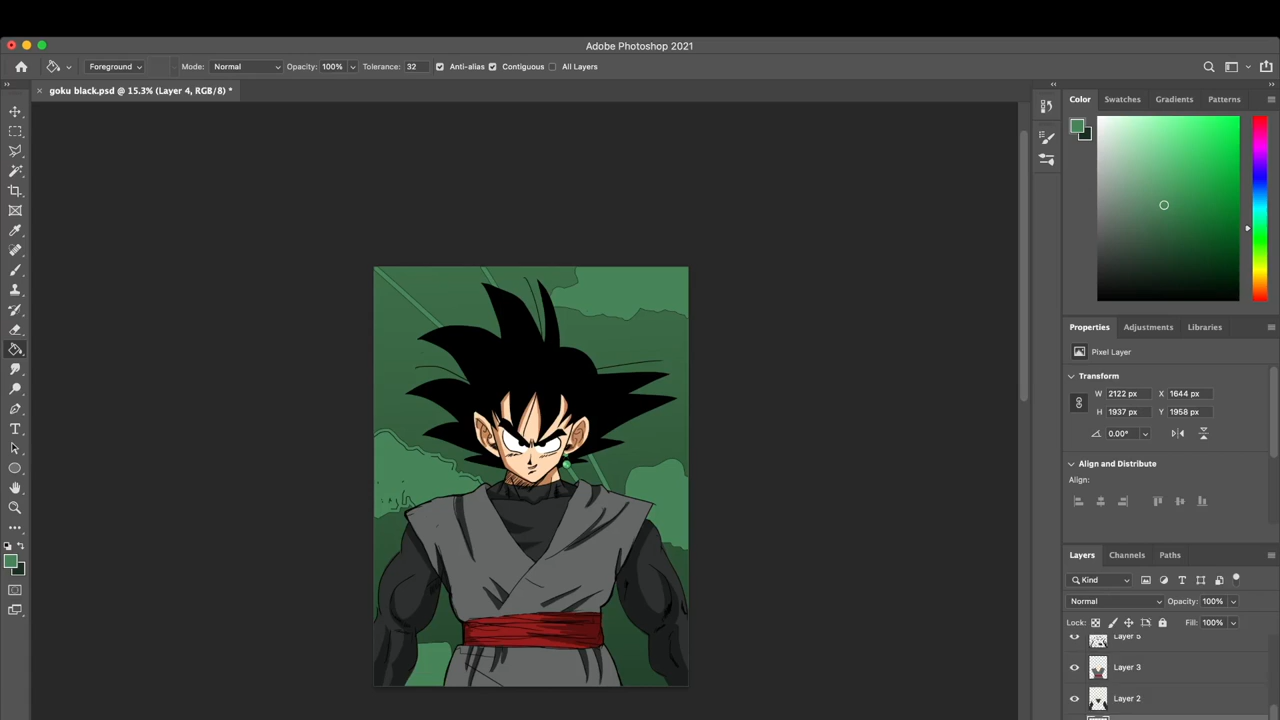 Adobe Photoshop 2021
Foreground Mode: Normal Opacity: 100% Tolerance: 32 Anti-alias Contiguous All Layers
× goku black.psd @ 15.3% (Layer 4, RGB/8) *
Color Swatches Gradients Patterns
Properties Adjustments Libraries
Pixel Layer
Transform
W 2122 px X 1644 px
H 1937 px Y 1958 px
0.00°
Align and Distribute
Align:
Layers Channels Paths
Kind
Normal Opacity: 100%
Lock: Fill: 100%
Layer 5
Layer 3
Layer 2